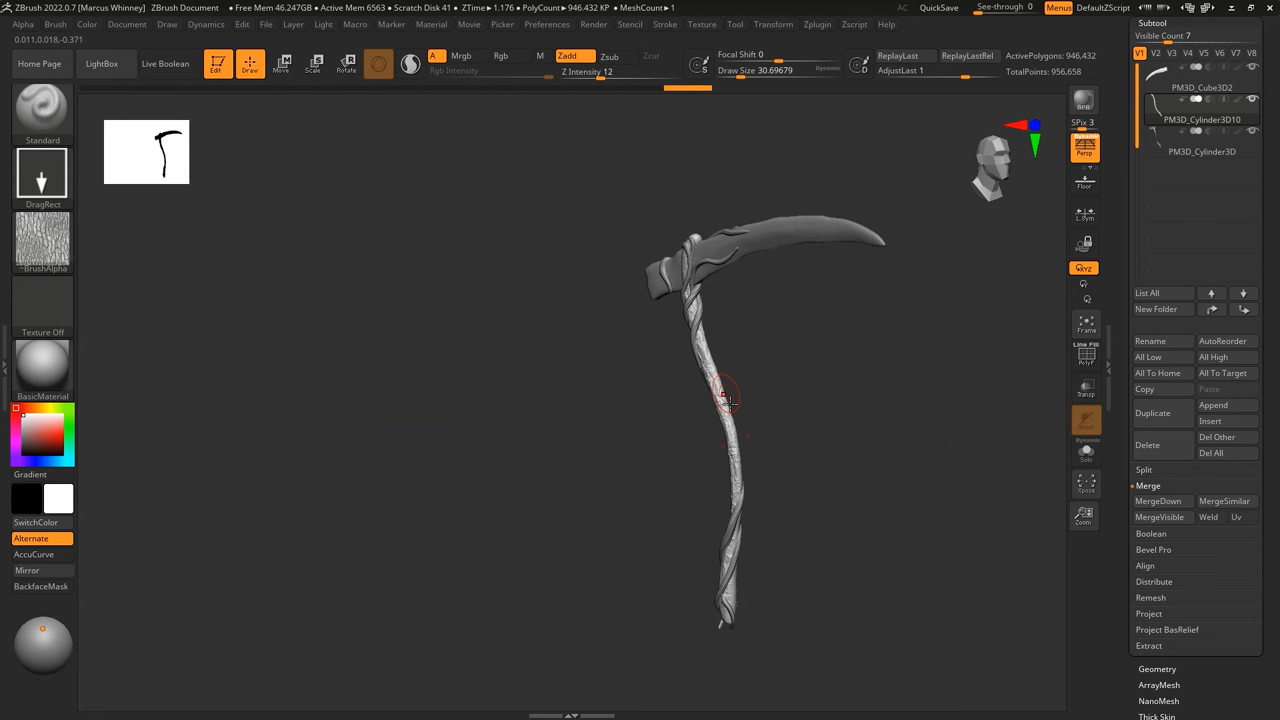 ZBrush 2022.0.7 [Marcus Whinney] ZBrush Document ● Free Mem 46.247GB ● Active Mem 6563 ● Scratch Disk 41 ● ZTime▸1.176 ● PolyCount▸946.432 KP ● MeshCount▸1 AC QuickSave See-through 0 Menus DefaultZScript
Alpha Brush Color Document Draw Dynamics Edit File Layer Light Macro Marker Material Movie Picker Preferences Render Stencil Stroke Texture Tool Transform Zplugin Zscript Help
0.011,0.018,-0.371
Home Page LightBox Live Boolean Edit Draw Move Scale Rotate A Mrgb Rgb M Zadd Zsub Zcut
Rgb Intensity Z Intensity 12
Focal Shift 0
Draw Size 30.69679 Dynamic
S D
ReplayLast ReplayLastRel ActivePolygons: 946,432
AdjustLast 1 TotalPoints: 956,658
Standard
DragRect
~BrushAlpha
Texture Off
BasicMaterial
Gradient
SwitchColor
Alternate
AccuCurve
Mirror
BackfaceMask
BPR
SPix 3
Dynamic
Persp
Floor
L.Sym
XYZ
Frame
Line Fill
PolyF
Transp
Ghost
Dynamic
Solo
Xpose
Zoom
Subtool
Visible Count 7
V1 V2 V3 V4 V5 V6 V7 V8
PM3D_Cube3D2
PM3D_Cylinder3D10
PM3D_Cylinder3D
List All
New Folder
Rename AutoReorder
All Low All High
All To Home All To Target
Copy Paste
Duplicate Append
Insert
Delete Del Other
Del All
Split
Merge
MergeDown MergeSimilar
MergeVisible Weld Uv
Boolean
Bevel Pro
Align
Distribute
Remesh
Project
Project BasRelief
Extract
Geometry
ArrayMesh
NanoMesh
Thick Skin